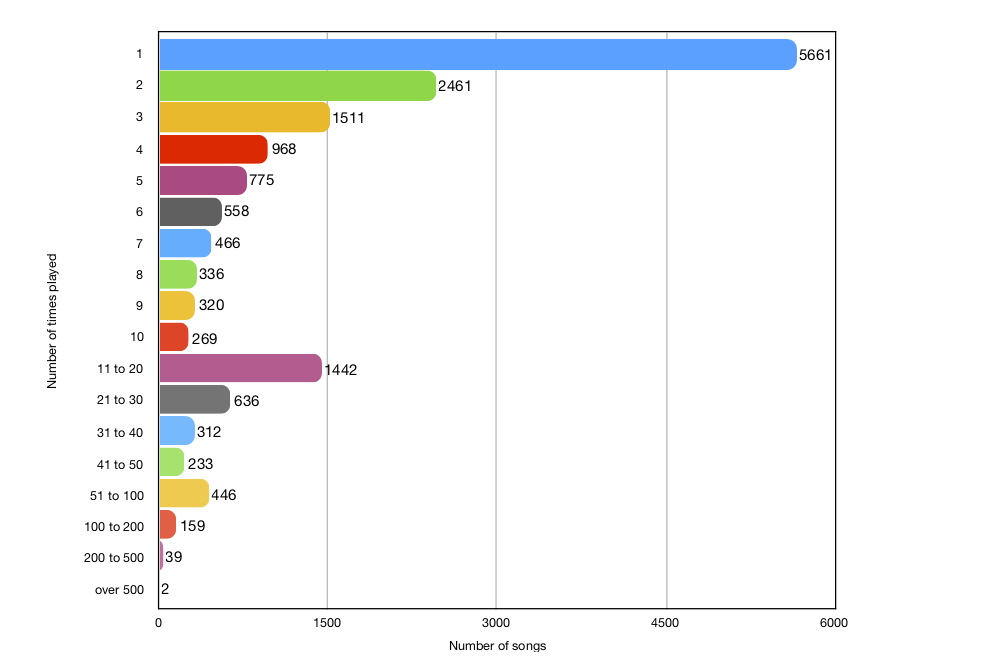 1 5661
2 2461
3 1511
4 968
5 775
6 558
7 466
8 336
9 320
10 269
11 to 20 1442
21 to 30 636
31 to 40 312
41 to 50 233
51 to 100 446
100 to 200 159
200 to 500 39
over 500 2
0 1500 3000 4500 6000
Number of songs
Number of times played